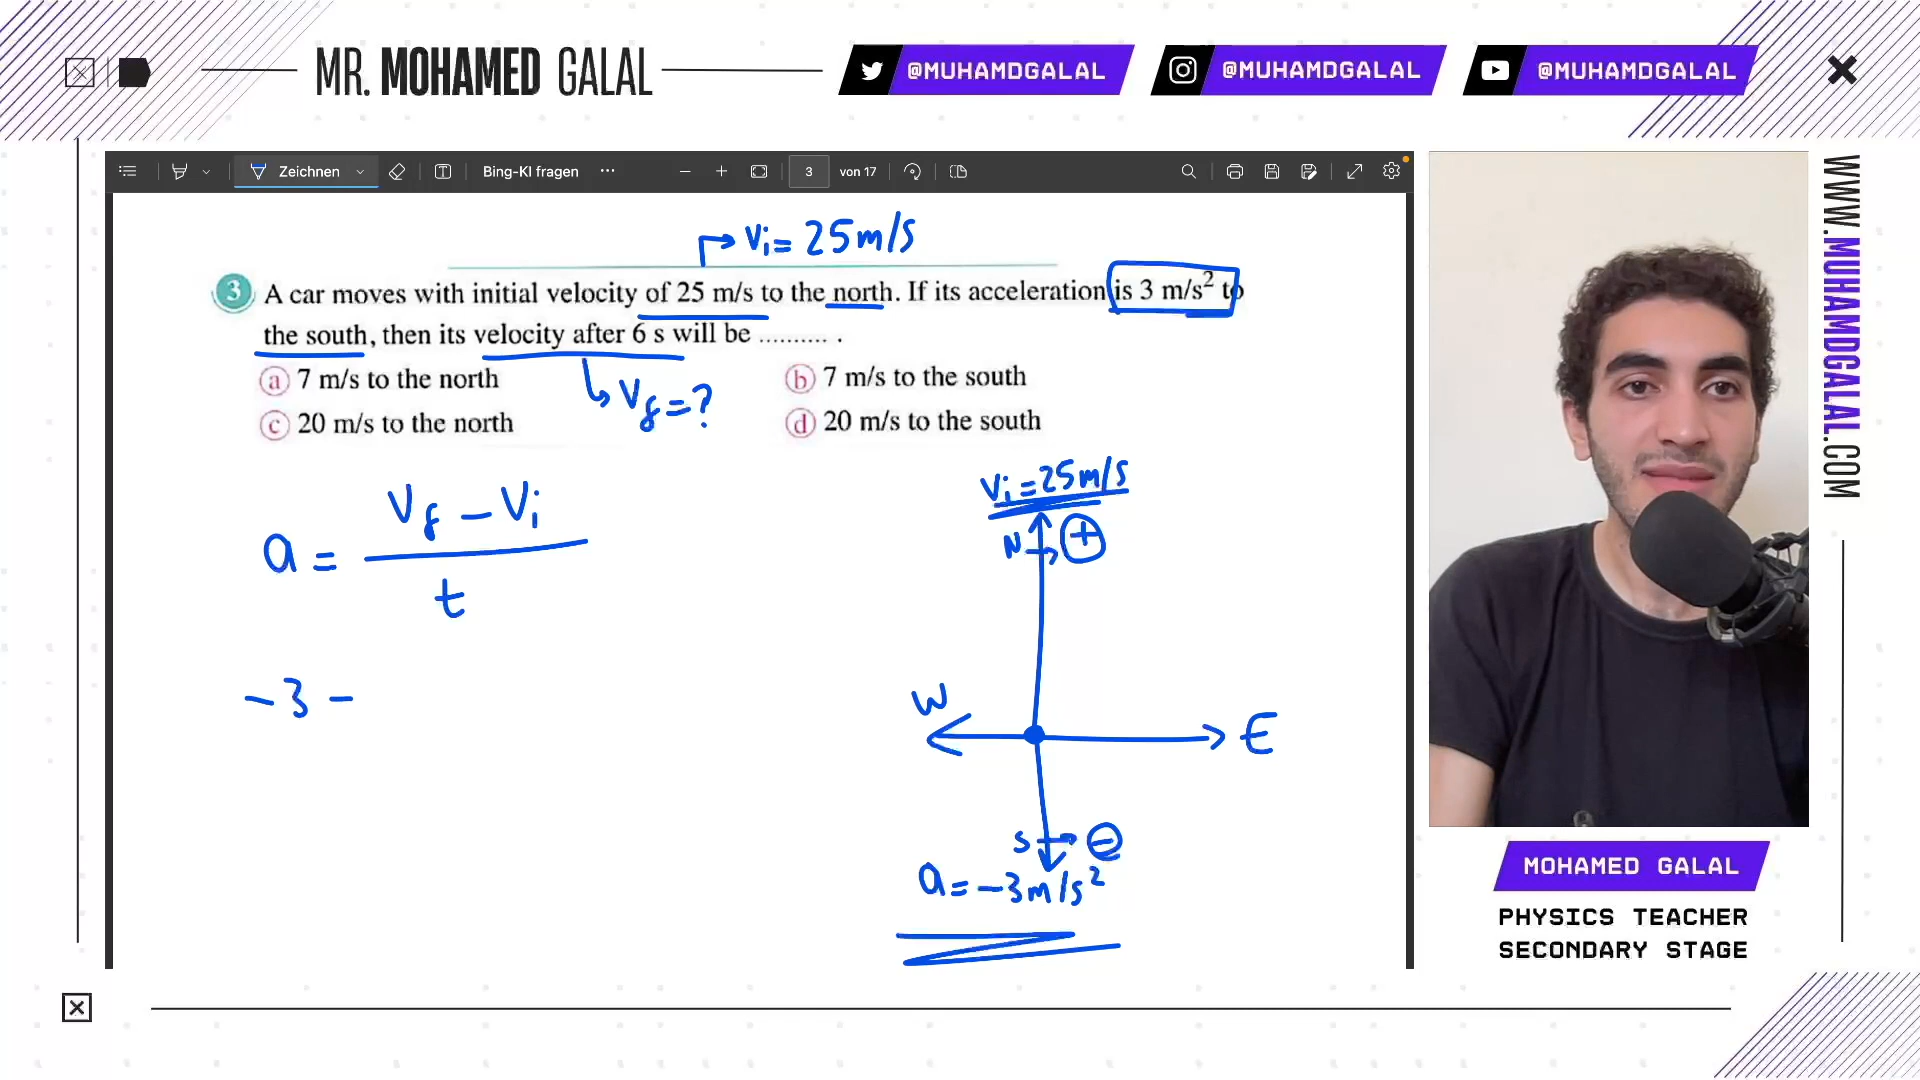 MR. MOHAMED GALAL
@MUHAMDGALAL
@MUHAMDGALAL
@MUHAMDGALAL
Zeichnen
Bing-KI fragen
3
von 17
Vi = 25 m/s
3 A car moves with initial velocity of 25 m/s to the north. If its acceleration is 3 m/s² to
the south, then its velocity after 6 s will be .......... .
a 7 m/s to the north
b 7 m/s to the south
Vf = ?
c 20 m/s to the north
d 20 m/s to the south
Vi = 25 m/s
N +
a = Vf - Vi / t
-3 -
W
E
S -
a = -3 m/s²
WWW.MUHAMDGALAL.COM
MOHAMED GALAL
PHYSICS TEACHER
SECONDARY STAGE